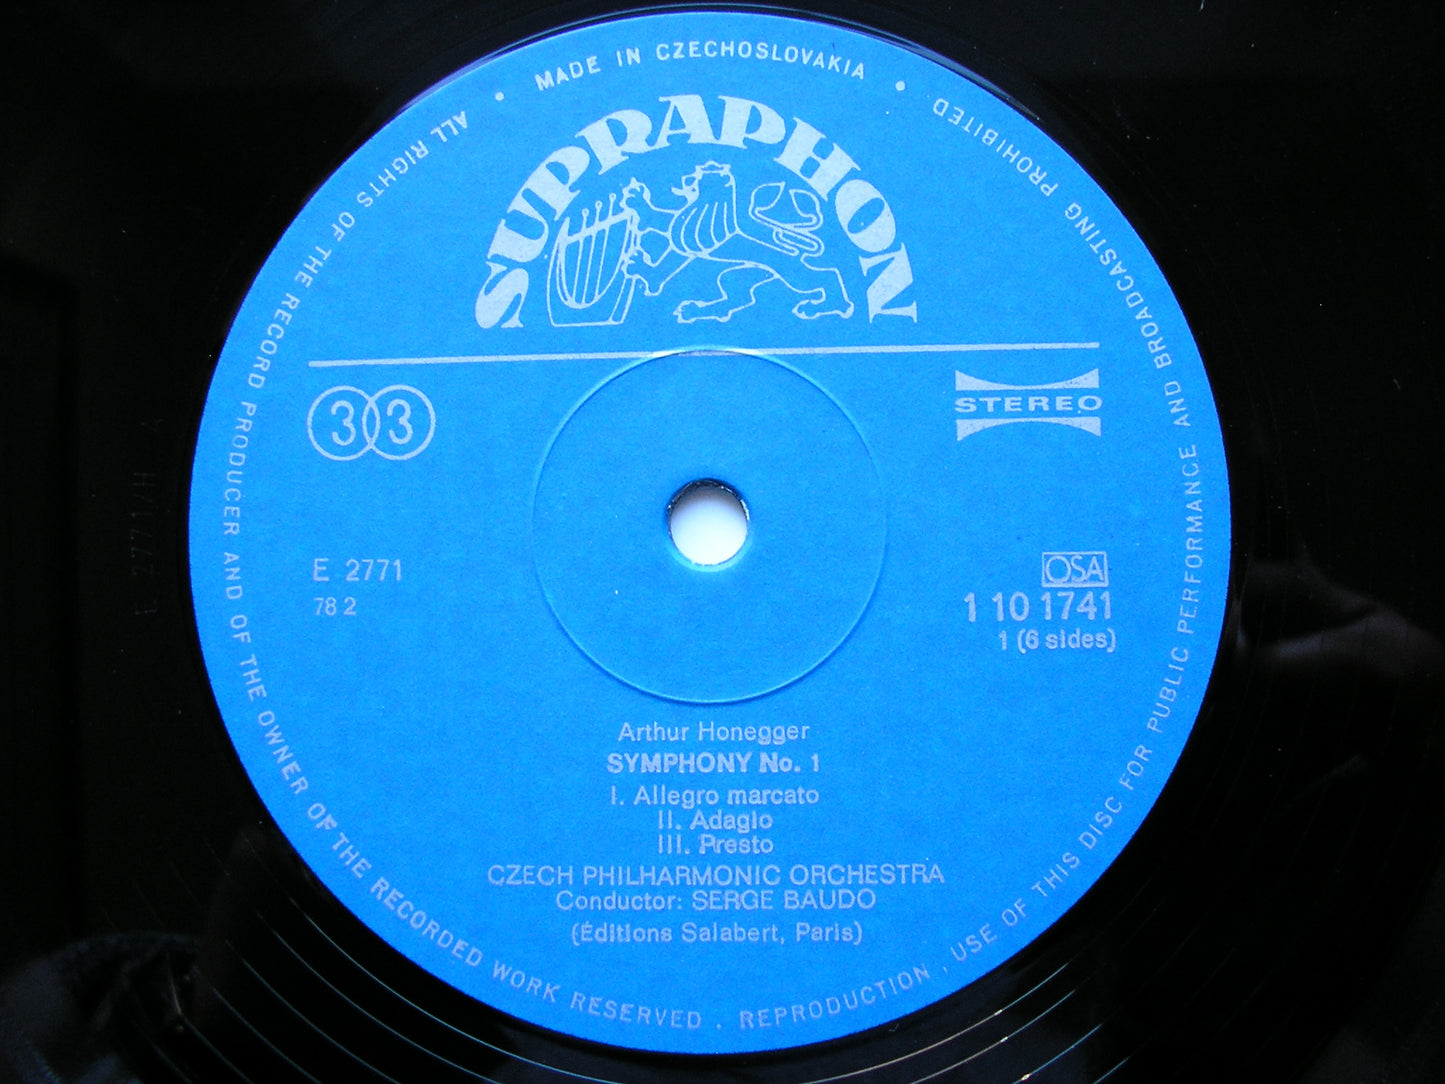 MADE IN CZECHOSLOVAKIA •
SUPRAPHON
33
STEREO
E 2771
78 2
OSA
1 10 1741
1 (6 sides)
Arthur Honegger
SYMPHONY No. 1
I. Allegro marcato
II. Adagio
III. Presto
CZECH PHILHARMONIC ORCHESTRA
Conductor: SERGE BAUDO
(Éditions Salabert, Paris)
• ALL RIGHTS OF THE RECORD PRODUCER AND OF THE OWNER OF THE RECORDED WORK RESERVED . REPRODUCTION, USE OF THIS DISC FOR PUBLIC PERFORMANCE AND BROADCASTING PROHIBITED
E 2771/H A